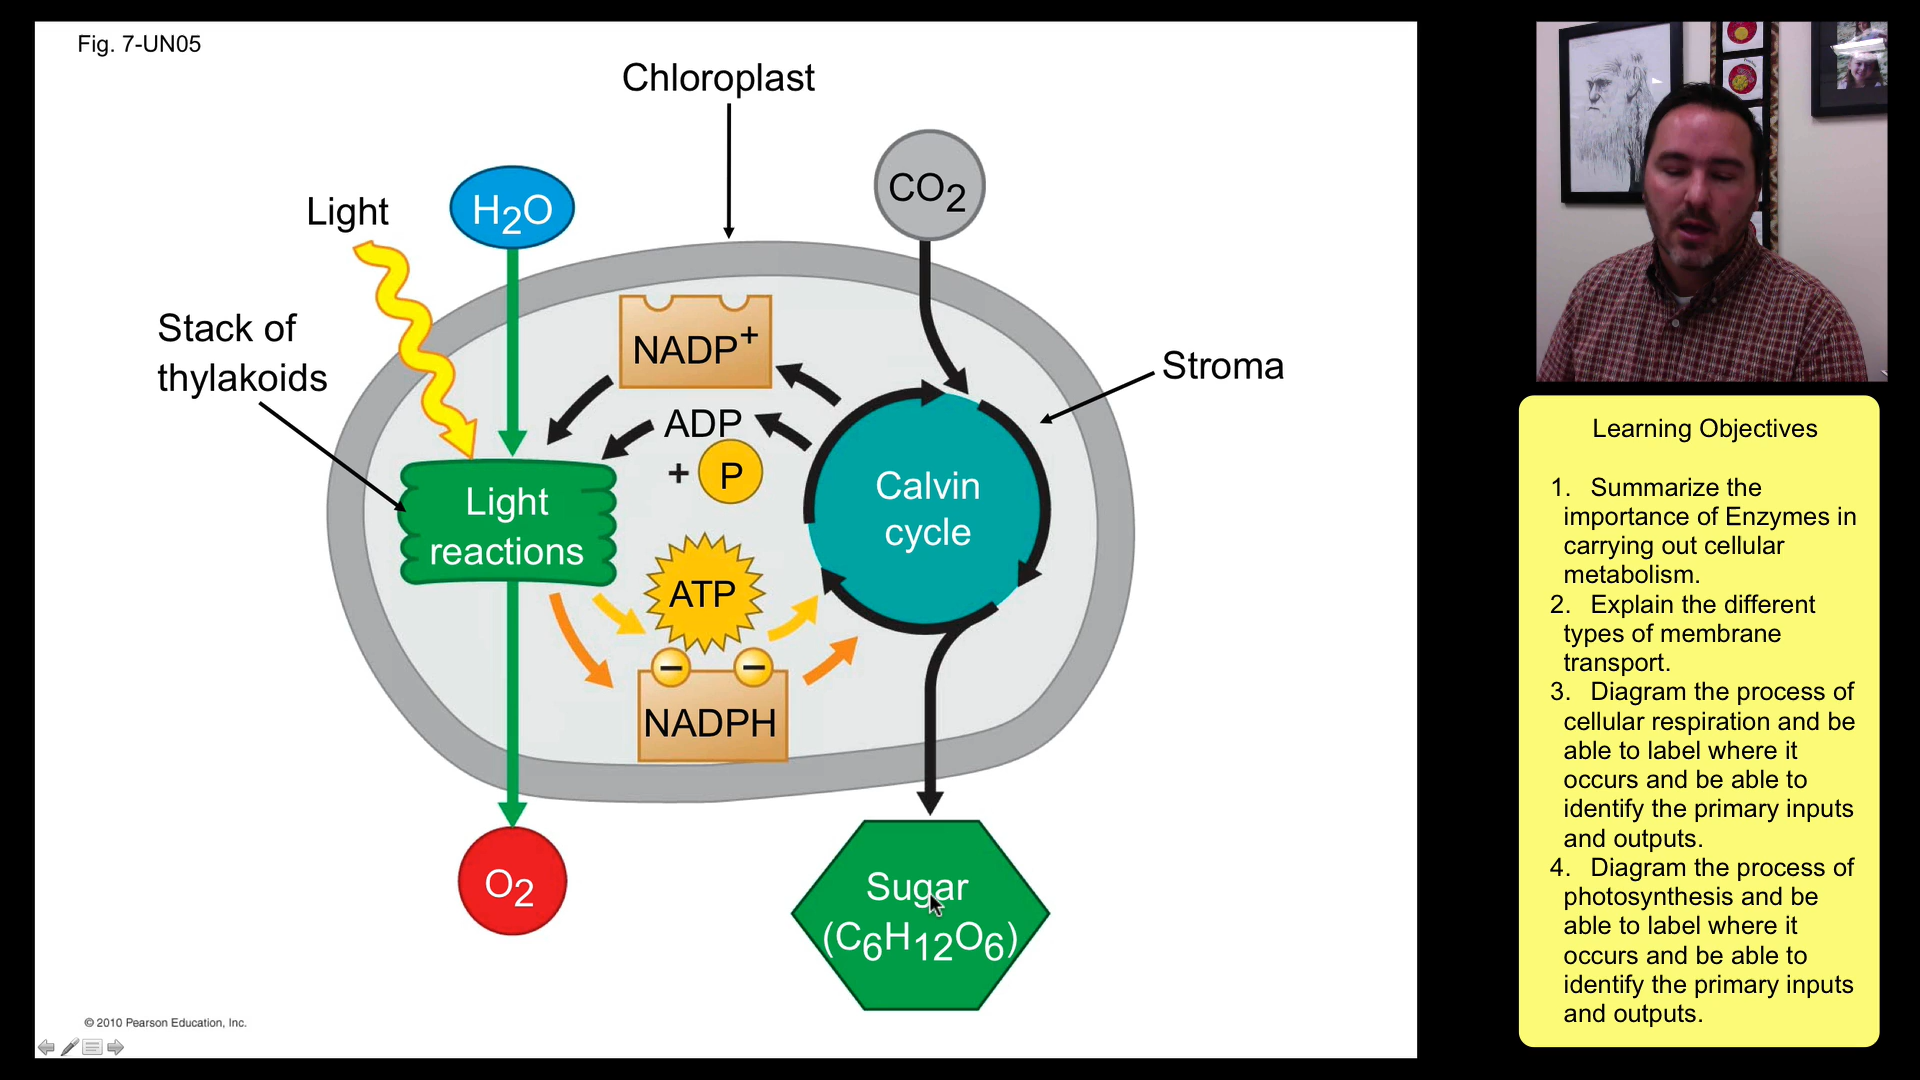 Fig. 7-UN05
Chloroplast
CO2
H2O
Light
Stack of
thylakoids
NADP+
Stroma
ADP
+ P
Light
reactions
Calvin
cycle
ATP
− −
NADPH
O2
Sugar
(C6H12O6)
© 2010 Pearson Education, Inc.
Learning Objectives
1. Summarize the
importance of Enzymes in
carrying out cellular
metabolism.
2. Explain the different
types of membrane
transport.
3. Diagram the process of
cellular respiration and be
able to label where it
occurs and be able to
identify the primary inputs
and outputs.
4. Diagram the process of
photosynthesis and be
able to label where it
occurs and be able to
identify the primary inputs
and outputs.